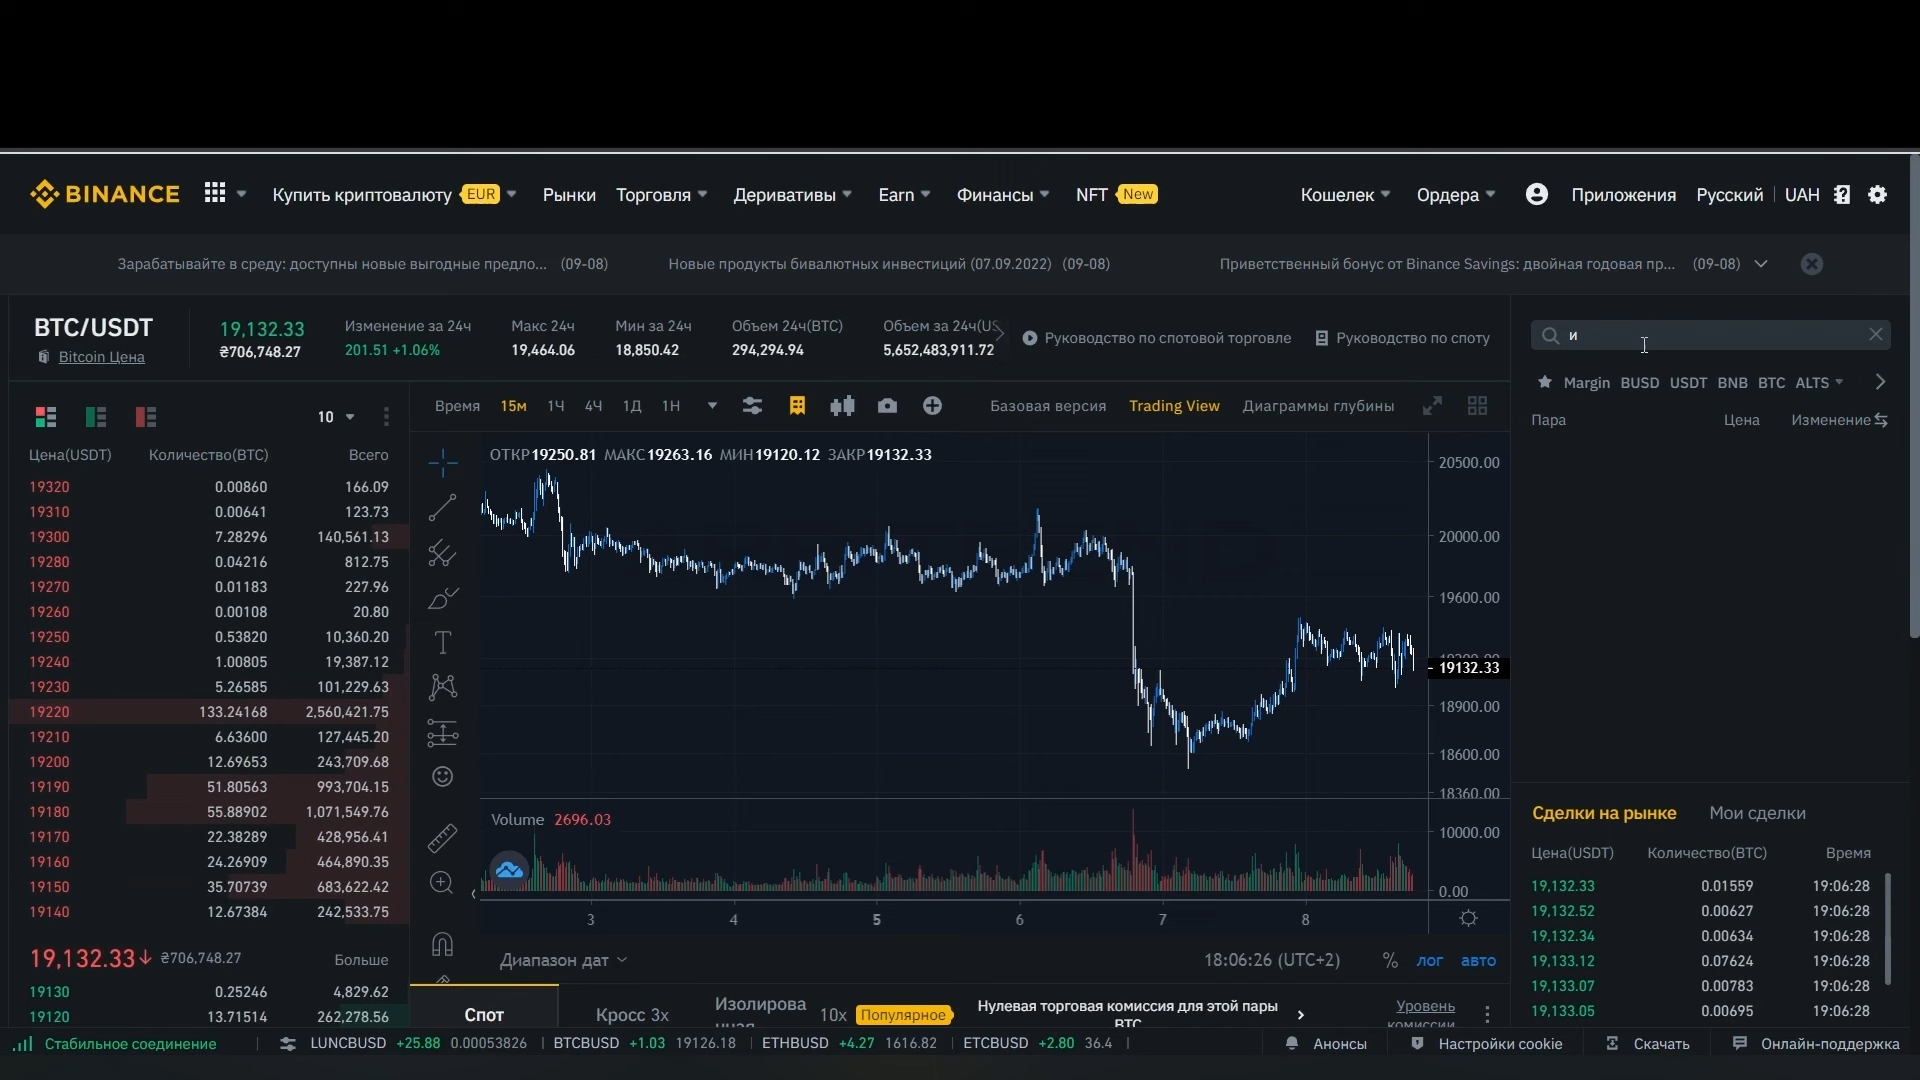 BINANCE Купить криптовалюту EUR Рынки Торговля Деривативы Earn Финансы NFT New Кошелек Ордера Приложения Русский UAH
Зарабатывайте в среду: доступны новые выгодные предло... (09-08) Новые продукты бивалютных инвестиций (07.09.2022) (09-08) Приветственный бонус от Binance Savings: двойная годовая пр... (09-08)
BTC/USDT
Bitcoin Цена
19,132.33
₴706,748.27
Изменение за 24ч
201.51 +1.06%
Макс 24ч
19,464.06
Мин за 24ч
18,850.42
Объем 24ч(BTC)
294,294.94
Объем за 24ч(US
5,652,483,911.72
Руководство по спотовой торговле
Руководство по споту
10
Цена(USDT) Количество(BTC) Всего
19320 0.00860 166.09
19310 0.00641 123.73
19300 7.28296 140,561.13
19280 0.04216 812.75
19270 0.01183 227.96
19260 0.00108 20.80
19250 0.53820 10,360.20
19240 1.00805 19,387.12
19230 5.26585 101,229.63
19220 133.24168 2,560,421.75
19210 6.63600 127,445.20
19200 12.69653 243,709.68
19190 51.80563 993,704.15
19180 55.88902 1,071,549.76
19170 22.38289 428,956.41
19160 24.26909 464,890.35
19150 35.70739 683,622.42
19140 12.67384 242,533.75
19,132.33↓ ₴706,748.27 Больше
19130 0.25246 4,829.62
19120 13.71514 262,278.56
Время 15м 1Ч 4Ч 1Д 1Н Базовая версия Trading View Диаграммы глубины
ОТКР19250.81 МАКС19263.16 МИН19120.12 ЗАКР19132.33
20500.00
20000.00
19600.00
19132.33
18900.00
18600.00
18360.00
Volume 2696.03
10000.00
0.00
3 4 5 6 7 8
Диапазон дат 18:06:26 (UTC+2) % лог авто
Спот Кросс 3x Изолирова
нная 10x Популярное
Нулевая торговая комиссия для этой пары
BTC
Уровень
комиссии
и
Margin BUSD USDT BNB BTC ALTS
Пара Цена Изменение
Сделки на рынке Мои сделки
Цена(USDT) Количество(BTC) Время
19,132.33 0.01559 19:06:28
19,132.52 0.00627 19:06:28
19,132.34 0.00634 19:06:28
19,133.12 0.07624 19:06:28
19,133.07 0.00783 19:06:28
19,133.05 0.00695 19:06:28
Стабильное соединение LUNCBUSD +25.88 0.00053826 BTCBUSD +1.03 19126.18 ETHBUSD +4.27 1616.82 ETCBUSD +2.80 36.4 Анонсы Настройки cookie Скачать Онлайн-поддержка